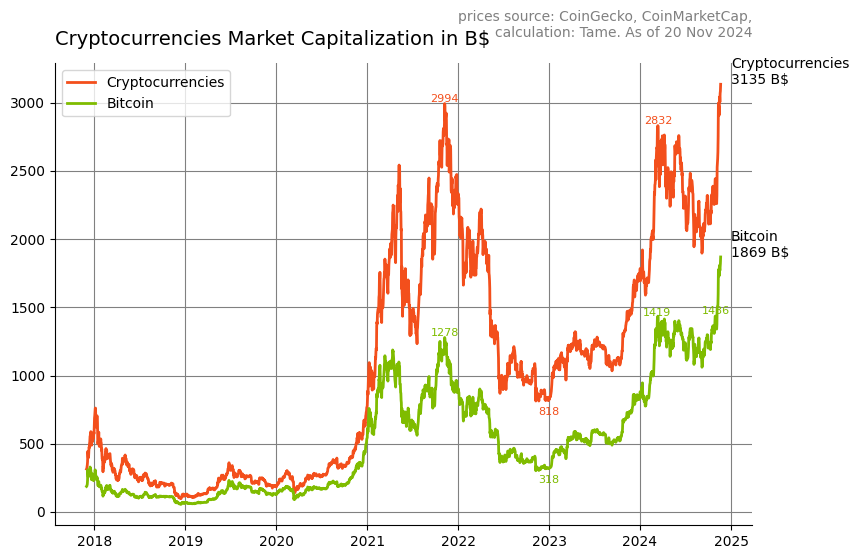 prices source: CoinGecko, CoinMarketCap,
calculation: Tame. As of 20 Nov 2024
Cryptocurrencies Market Capitalization in B$
Cryptocurrencies
3135 B$
Cryptocurrencies
Bitcoin
3000
2994
2832
2500
2000
Bitcoin
1869 B$
1500
1419
1278
1000
818
500
318
0
2018 2019 2020 2021 2022 2023 2024 2025